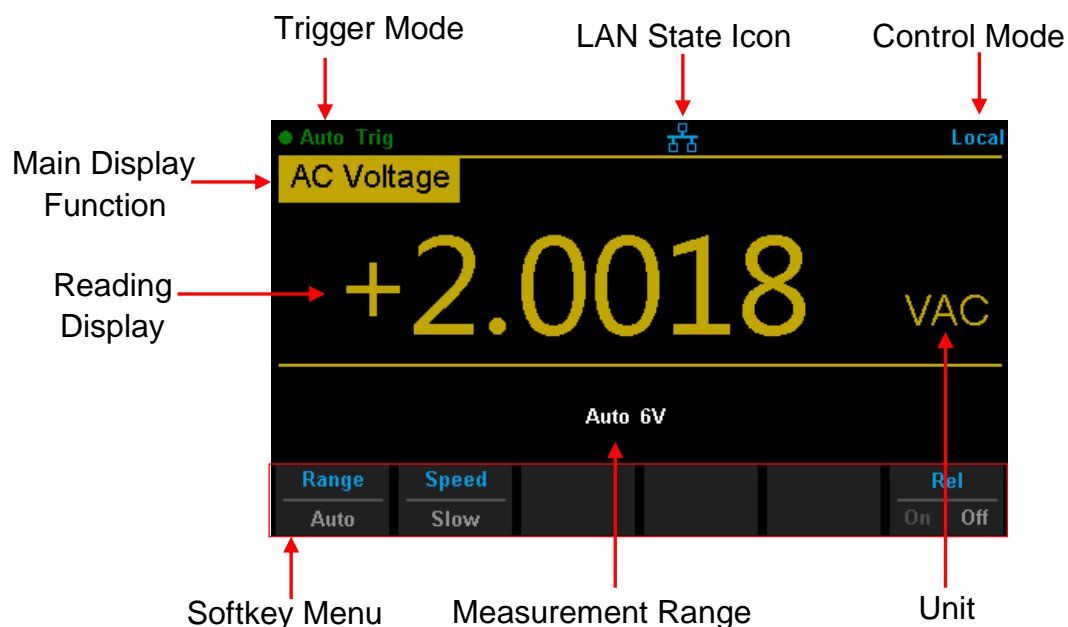 Trigger Mode
LAN State Icon
Control Mode
Auto Trig
Local
Main Display
Function
AC Voltage
Reading
Display
+2.0018
VAC
Auto 6V
Range
Speed
Rel
Auto
Slow
On Off
Softkey Menu
Measurement Range
Unit